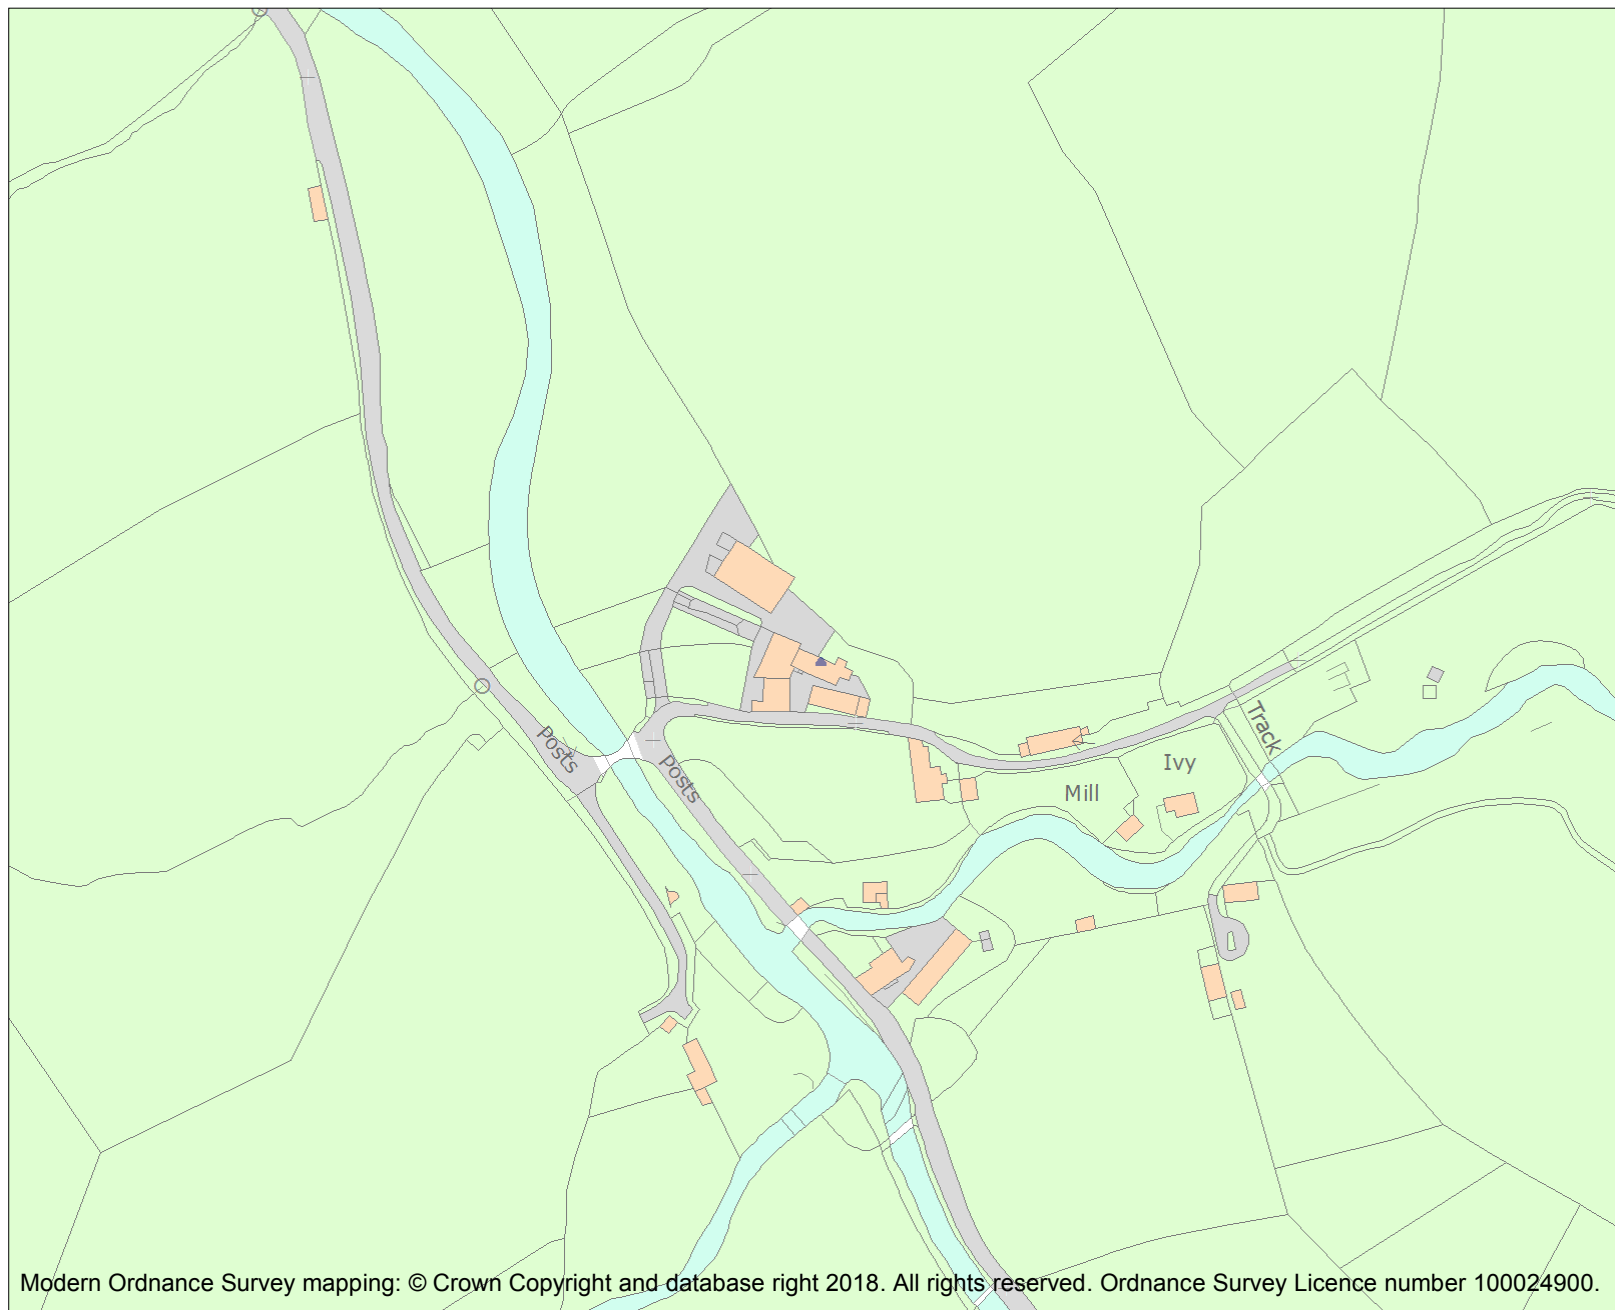 Track
Posts
Posts
Ivy
Mill
Modern Ordnance Survey mapping: © Crown Copyright and database right 2018. All rights reserved. Ordnance Survey Licence number 100024900.